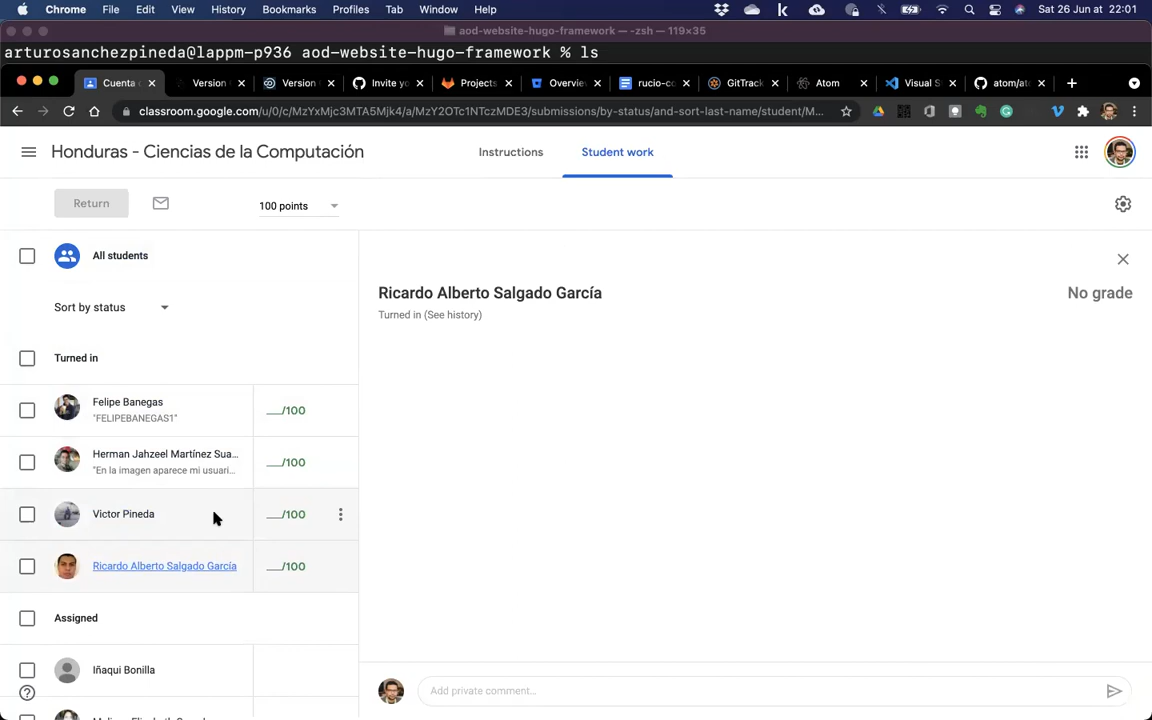 Chrome File Edit View History Bookmarks Profiles Tab Window Help Sat 26 Jun at 22:01
aod-website-hugo-framework — -zsh — 119×35
arturosanchezpineda@lappm-p936 aod-website-hugo-framework % ls
Cuenta Version Version Invite yo Projects Overview rucio-co GitTrack Atom Visual S atom/at
classroom.google.com/u/0/c/MzYxMjc3MTA5Mjk4/a/MzY2OTc1NTczMDE3/submissions/by-status/and-sort-last-name/student/M...
Honduras - Ciencias de la Computación
Instructions
Student work
Return
100 points
All students
Sort by status
Ricardo Alberto Salgado García
No grade
Turned in (See history)
Turned in
Felipe Banegas
"FELIPEBANEGAS1"
___/100
Herman Jahzeel Martínez Sua...
"En la imagen aparece mi usuari...
___/100
Victor Pineda
___/100
Ricardo Alberto Salgado García
___/100
Assigned
Iñaqui Bonilla
Add private comment...